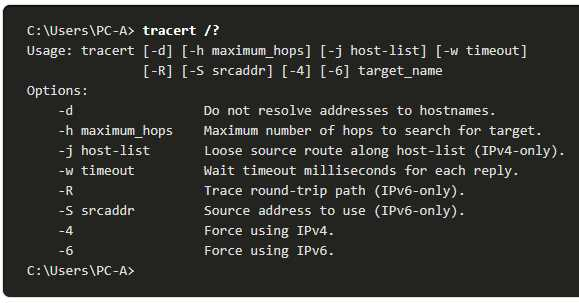 C:\Users\PC-A> tracert /?
Usage: tracert [-d] [-h maximum_hops] [-j host-list] [-w timeout]
[-R] [-S srcaddr] [-4] [-6] target_name
Options:
-d Do not resolve addresses to hostnames.
-h maximum_hops Maximum number of hops to search for target.
-j host-list Loose source route along host-list (IPv4-only).
-w timeout Wait timeout milliseconds for each reply.
-R Trace round-trip path (IPv6-only).
-S srcaddr Source address to use (IPv6-only).
-4 Force using IPv4.
-6 Force using IPv6.
C:\Users\PC-A>